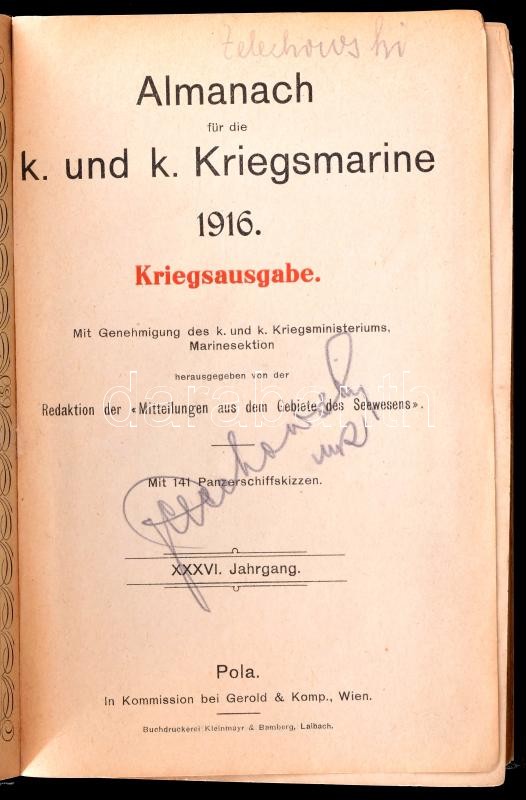 Zelechowski
Almanach
für die
k. und k. Kriegsmarine
1916.
Kriegsausgabe.
Mit Genehmigung des k. und k. Kriegsministeriums,
Marinesektion
herausgegeben von der
darabanth
Redaktion der «Mitteilungen aus dem Gebiete des Seewesens».
Mit 141 Panzerschiffskizzen.
XXXVI. Jahrgang.
Pola.
In Kommission bei Gerold & Komp., Wien.
Buchdruckerei Kleinmayr & Bamberg, Laibach.